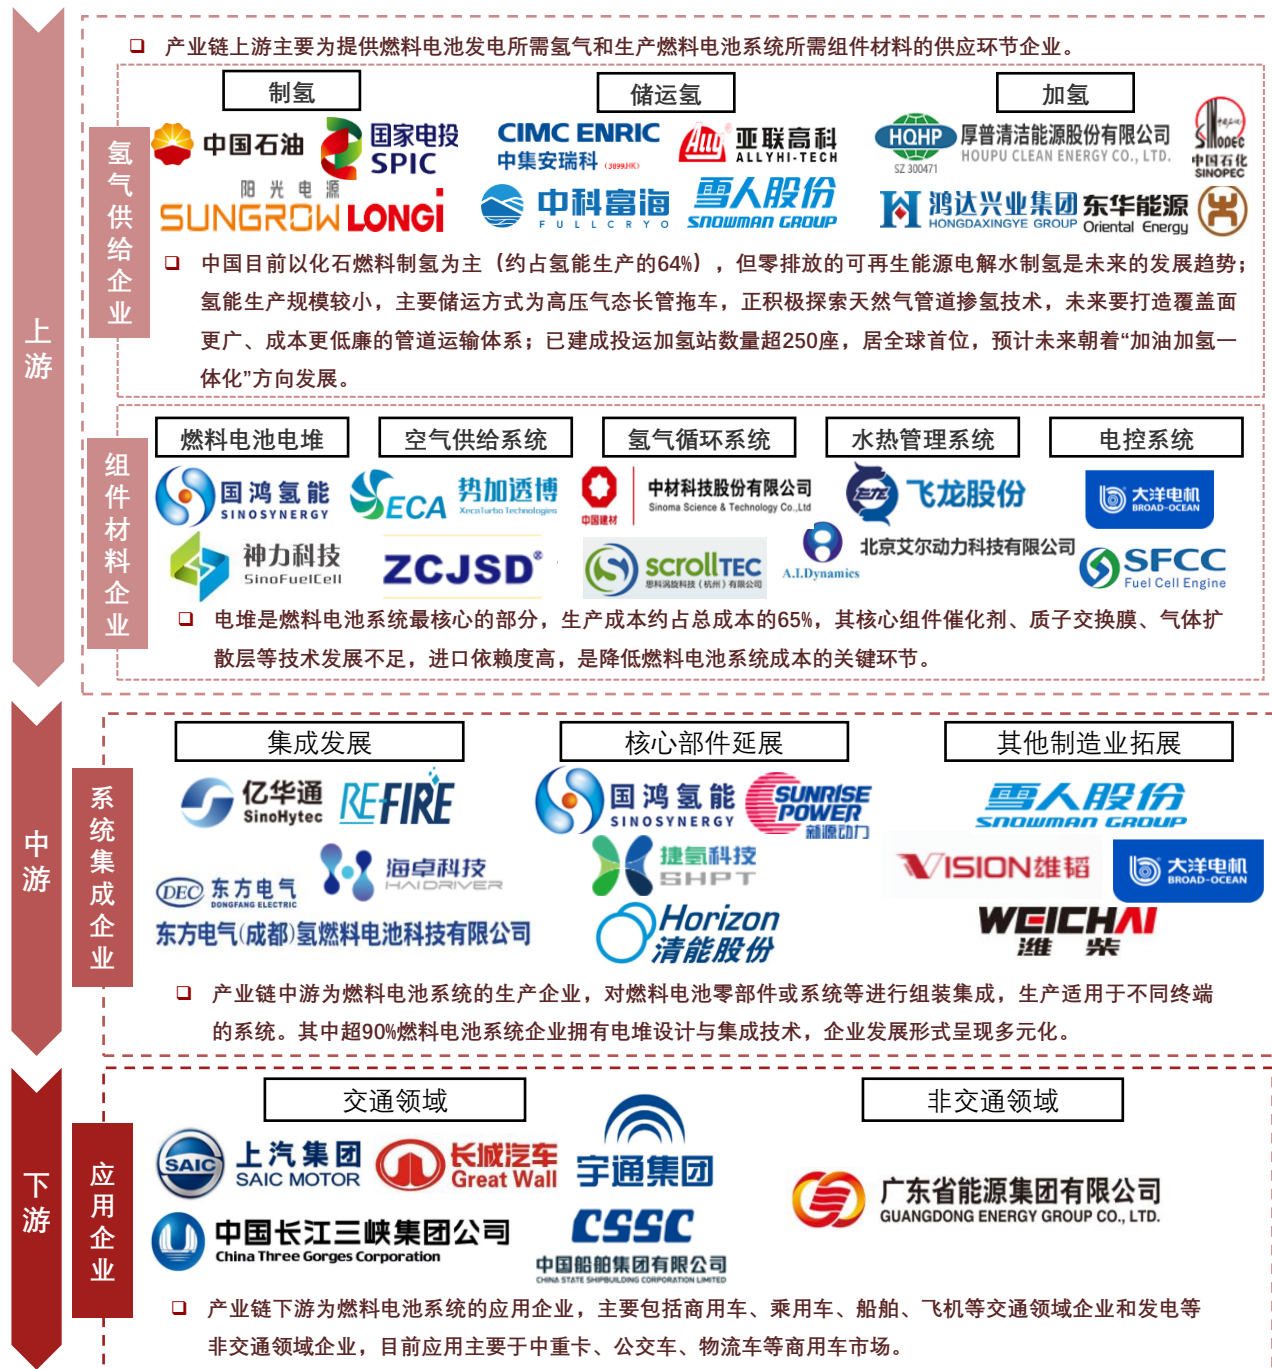 上游
产业链上游主要为提供燃料电池发电所需氢气和生产燃料电池系统所需组件材料的供应环节企业。
氢气供给企业
制氢
储运氢
加氢
中国石油
国家电投
SPIC
阳光电源
SUNGROW
LONGi
CIMC ENRIC
中集安瑞科 (3899.HK)
Ally
亚联高科
ALLYHI-TECH
中科富海
FULLCRYO
雪人股份
SNOWMAN GROUP
HQHP
SZ 300471
厚普清洁能源股份有限公司
HOUPU CLEAN ENERGY CO., LTD.
Sinopec
中国石化
SINOPEC
鸿达兴业集团
HONGDAXINGYE GROUP
东华能源
Oriental Energy
中国目前以化石燃料制氢为主（约占氢能生产的64%），但零排放的可再生能源电解水制氢是未来的发展趋势；
氢能生产规模较小，主要储运方式为高压气态长管拖车，正积极探索天然气管道掺氢技术，未来要打造覆盖面
更广、成本更低廉的管道运输体系；已建成投运加氢站数量超250座，居全球首位，预计未来朝着“加油加氢一
体化”方向发展。
组件材料企业
燃料电池电堆
空气供给系统
氢气循环系统
水热管理系统
电控系统
国鸿氢能
SINOSYNERGY
神力科技
SinoFuelCell
SECA
势加透博
XecaTurbo Technologies
ZCJSD®
中国建材
中材科技股份有限公司
Sinoma Science & Technology Co.,Ltd
scrollTEC
思科涡旋科技（杭州）有限公司
飞龙
飞龙股份
A.I.Dynamics
北京艾尔动力科技有限公司
大洋电机
BROAD-OCEAN
SFCC
Fuel Cell Engine
电堆是燃料电池系统最核心的部分，生产成本约占总成本的65%，其核心组件催化剂、质子交换膜、气体扩
散层等技术发展不足，进口依赖度高，是降低燃料电池系统成本的关键环节。
中游
系统集成企业
集成发展
核心部件延展
其他制造业拓展
亿华通
SinoHytec
RE-FIRE
海卓科技
HAIDRIVER
DEC
东方电气
DONGFANG ELECTRIC
东方电气(成都)氢燃料电池科技有限公司
国鸿氢能
SINOSYNERGY
SUNRISE
POWER
新源动力
捷氢科技
SHPT
Horizon
清能股份
雪人股份
SNOWMAN GROUP
VISION雄韬
大洋电机
BROAD-OCEAN
WEICHAI
潍柴
产业链中游为燃料电池系统的生产企业，对燃料电池零部件或系统等进行组装集成，生产适用于不同终端
的系统。其中超90%燃料电池系统企业拥有电堆设计与集成技术，企业发展形式呈现多元化。
下游
应用企业
交通领域
非交通领域
SAIC
上汽集团
SAIC MOTOR
长城汽车
Great Wall
宇通集团
中国长江三峡集团公司
China Three Gorges Corporation
CSSC
中国船舶集团有限公司
CHINA STATE SHIPBUILDING CORPORATION LIMITED
广东省能源集团有限公司
GUANGDONG ENERGY GROUP CO., LTD.
产业链下游为燃料电池系统的应用企业，主要包括商用车、乘用车、船舶、飞机等交通领域企业和发电等
非交通领域企业，目前应用主要于中重卡、公交车、物流车等商用车市场。